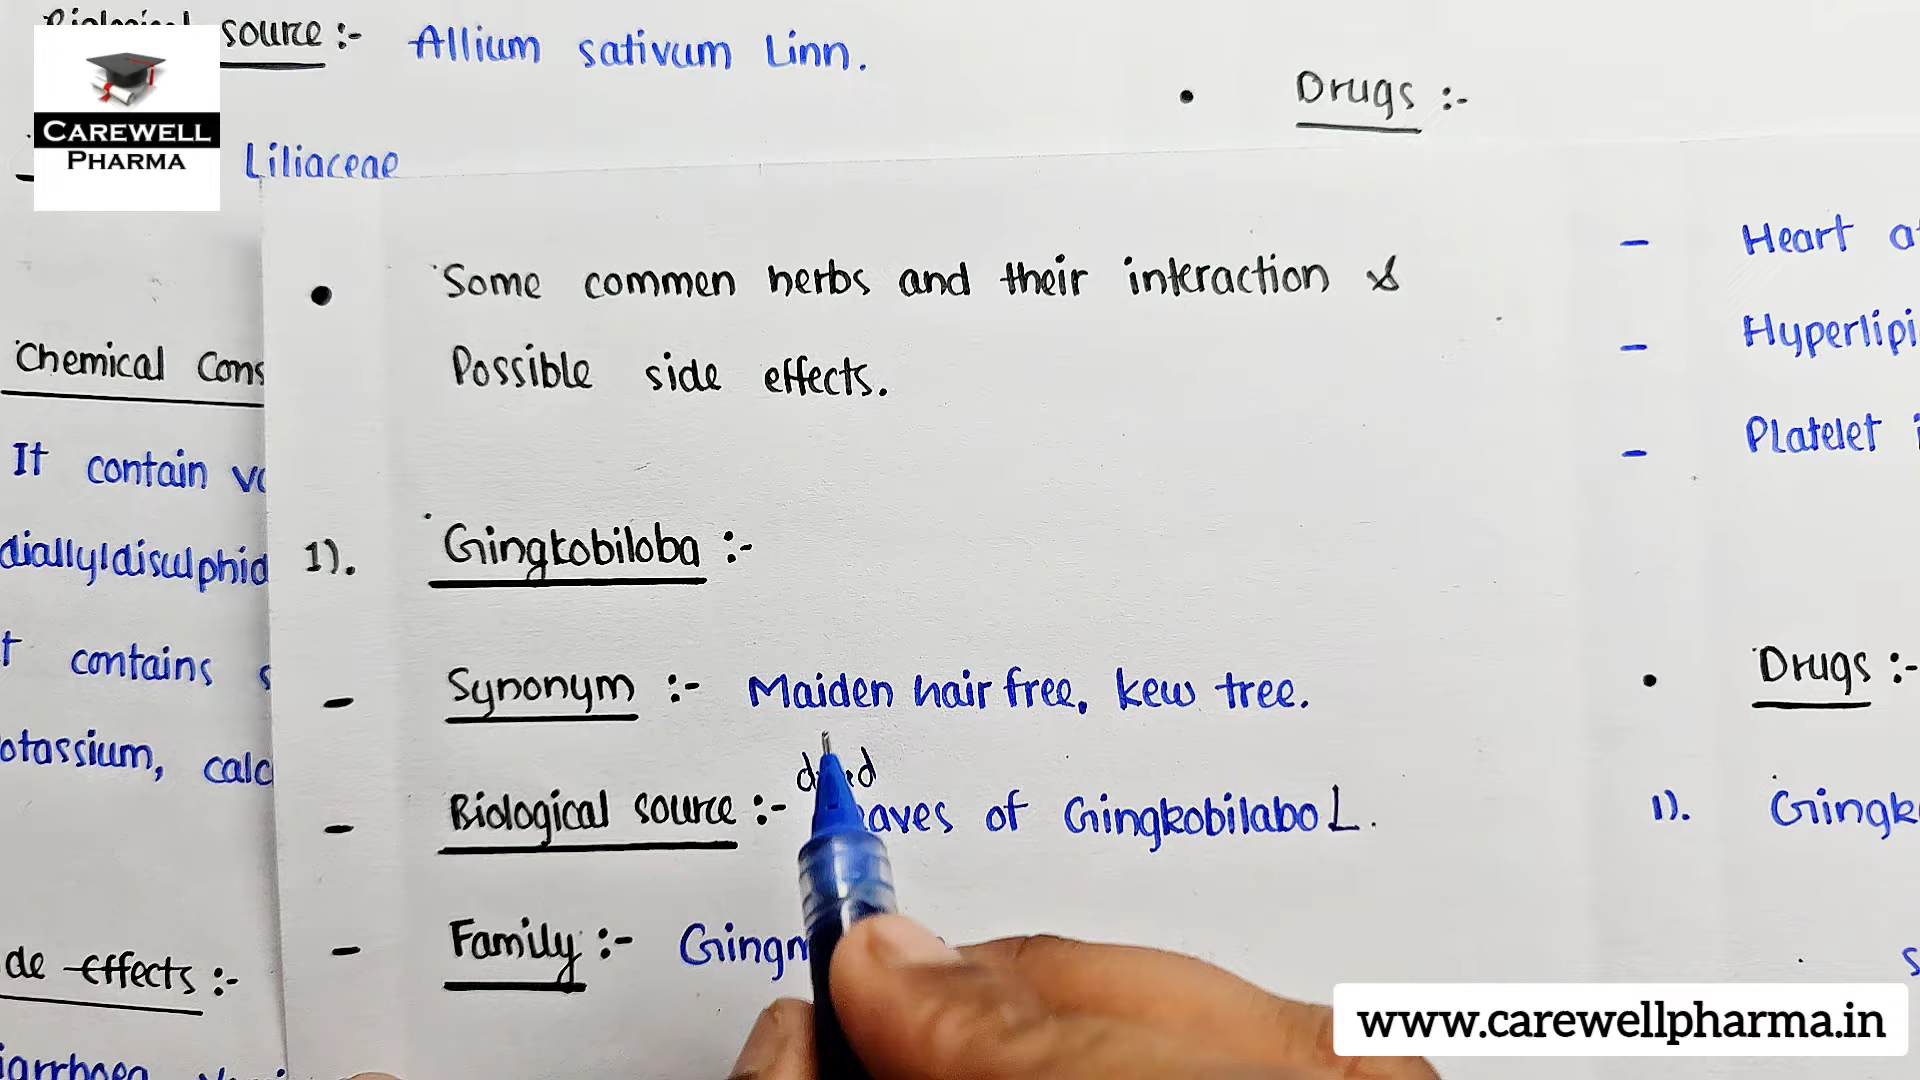 source :- Allium sativum Linn.
CAREWELL
PHARMA
Liliaceae
• Drugs :-
- Heart
- Hyperlipi
- Platelet
• Some commen herbs and their interaction &
Possible side effects.
Chemical Cons
It contain
diallyldisulphid
contains
otassium, calc
de effects :-
1). Gingkobiloba :-
- Synonym :- Maiden hair free, kew tree.
- Biological source :- eaves of Gingkobilabo L.
- Family :-
• Drugs :-
1). Gingk
www.carewellpharma.in